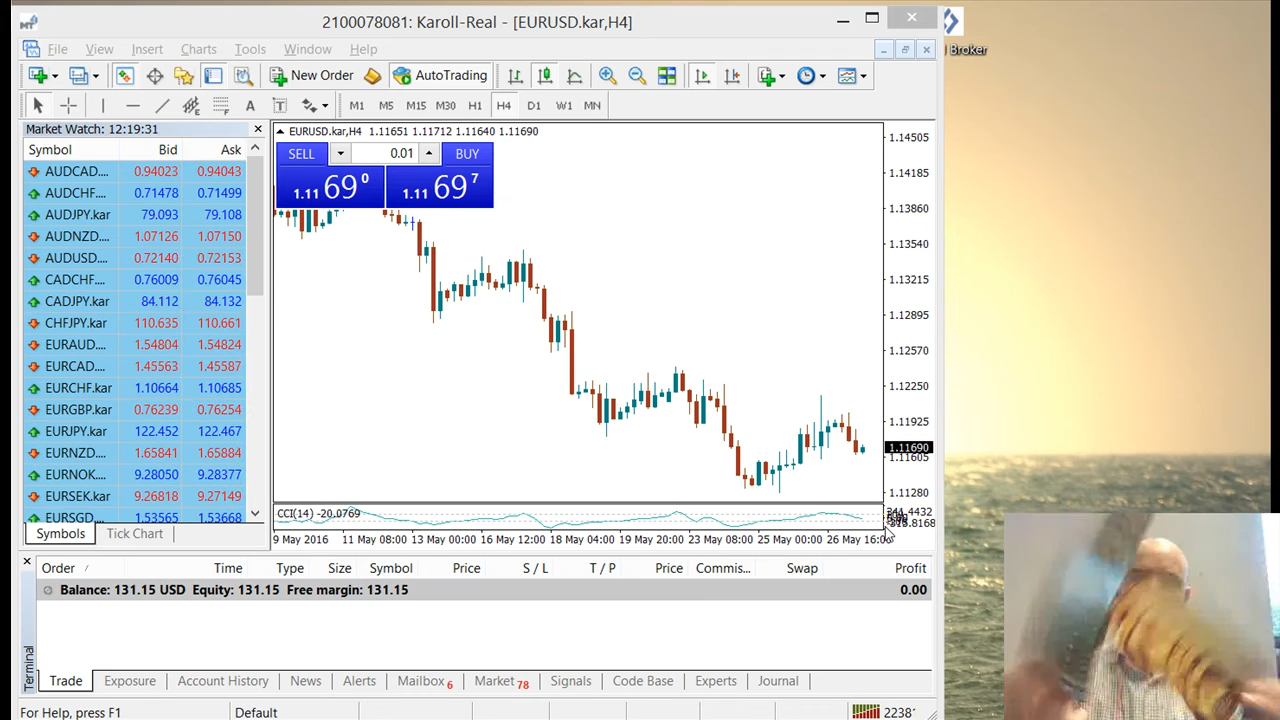 2100078081: Karoll-Real - [EURUSD.kar,H4]
File View Insert Charts Tools Window Help
Broker
New Order AutoTrading
M1 M5 M15 M30 H1 H4 D1 W1 MN
Market Watch: 12:19:31
Symbol Bid Ask
AUDCAD.... 0.94023 0.94043
AUDCHF.... 0.71478 0.71499
AUDJPY.kar 79.093 79.108
AUDNZD.... 1.07126 1.07150
AUDUSD.... 0.72140 0.72153
CADCHF.... 0.76009 0.76045
CADJPY.kar 84.112 84.132
CHFJPY.kar 110.635 110.661
EURAUD.... 1.54804 1.54824
EURCAD.... 1.45563 1.45587
EURCHF.kar 1.10664 1.10685
EURGBP.kar 0.76239 0.76254
EURJPY.kar 122.452 122.467
EURNZD.... 1.65841 1.65884
EURNOK.... 9.28050 9.28377
EURSEK.kar 9.26818 9.27149
EURSGD.... 1.53565 1.53668
Symbols Tick Chart
EURUSD.kar,H4 1.11651 1.11712 1.11640 1.11690
SELL 0.01 BUY
1.11 69 0 1.11 69 7
1.14505
1.14185
1.13860
1.13540
1.13215
1.12895
1.12570
1.12250
1.11925
1.11690
1.11605
1.11280
CCI(14) -20.0769
9 May 2016 11 May 08:00 13 May 00:00 16 May 12:00 18 May 04:00 19 May 20:00 23 May 08:00 25 May 00:00 26 May 16:00
Order Time Type Size Symbol Price S / L T / P Price Commis... Swap Profit
Balance: 131.15 USD Equity: 131.15 Free margin: 131.15 0.00
Terminal
Trade Exposure Account History News Alerts Mailbox 6 Market 78 Signals Code Base Experts Journal
For Help, press F1 Default